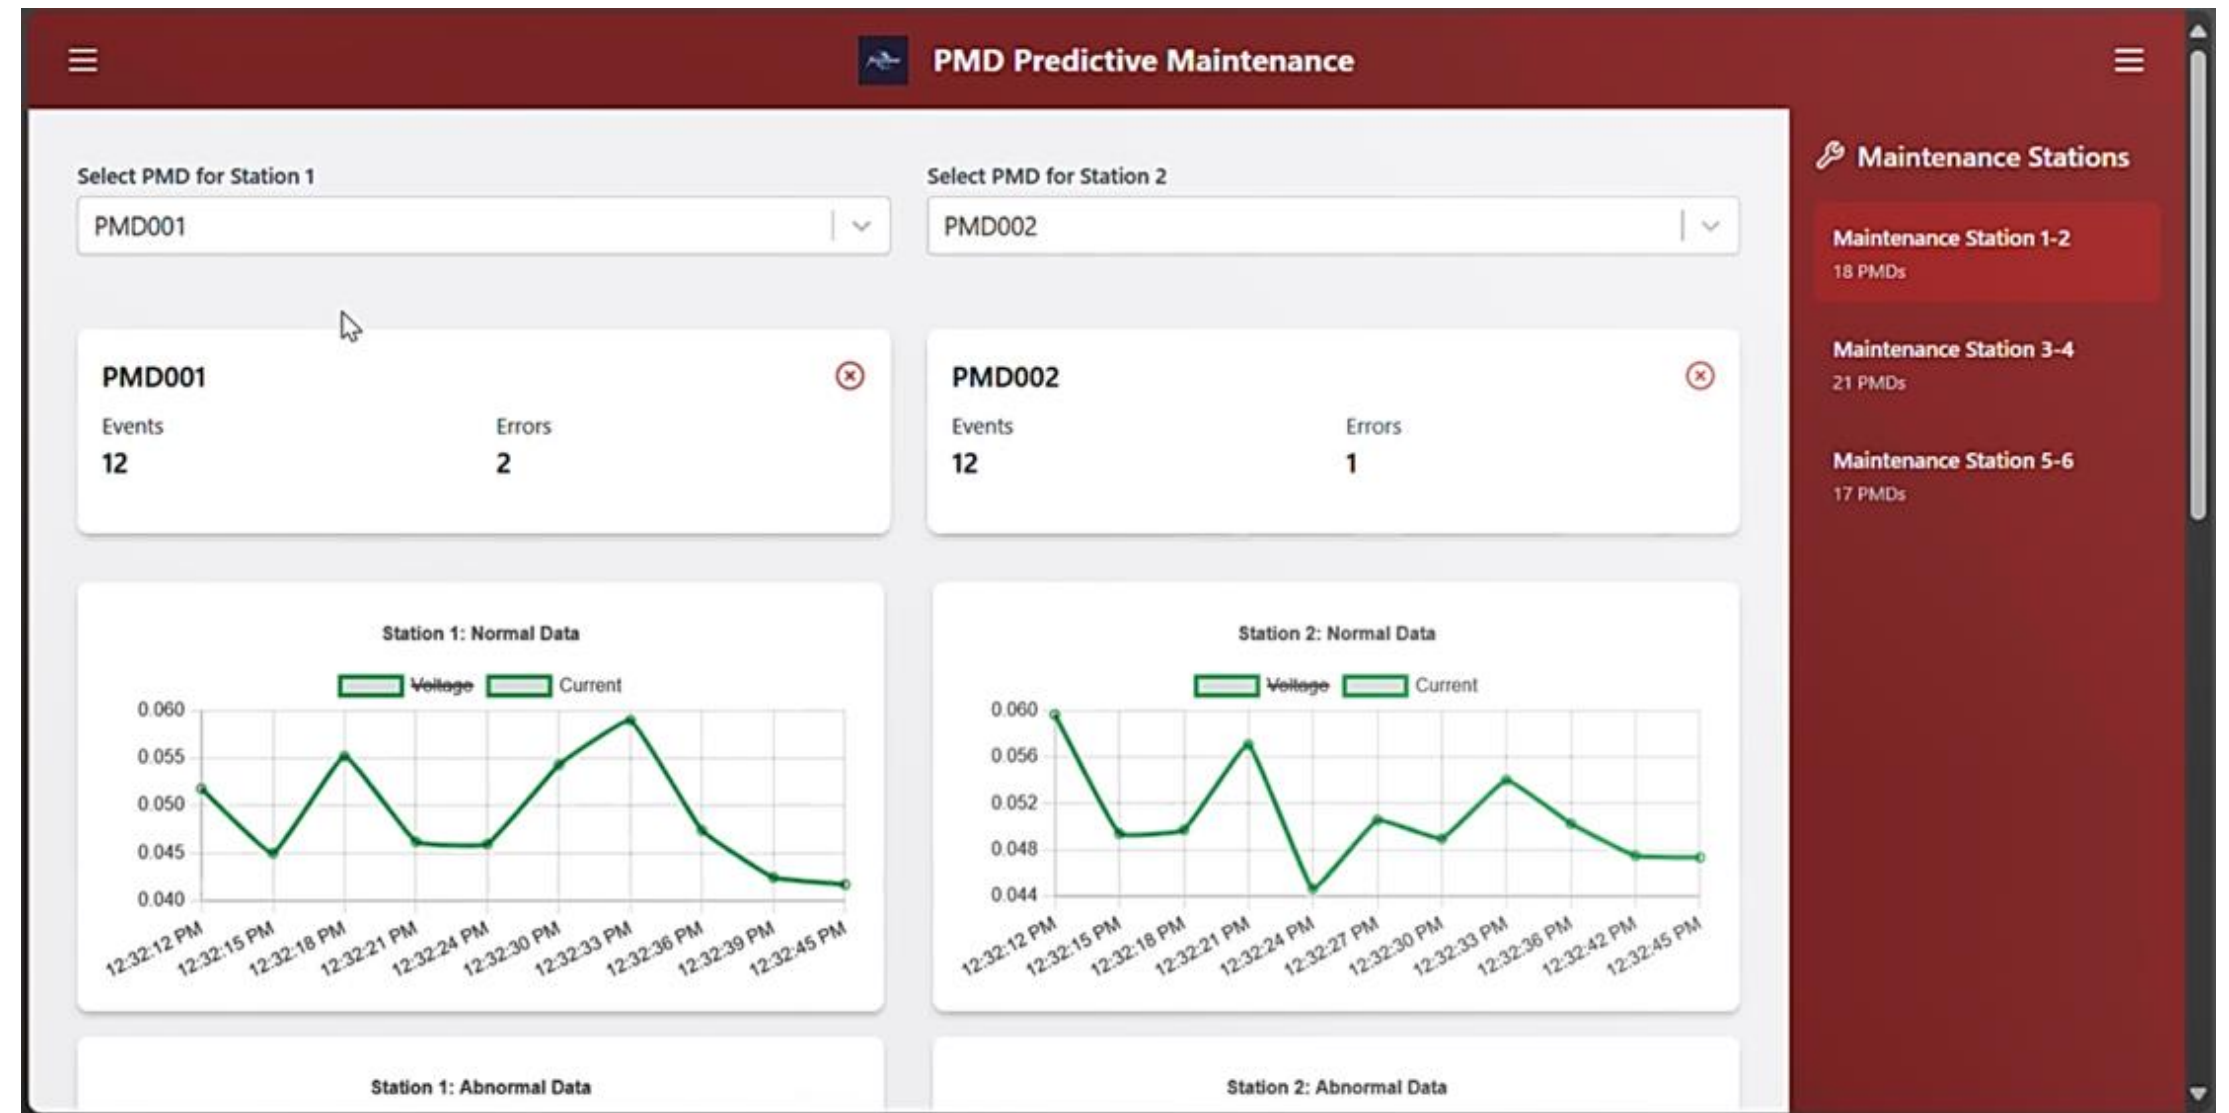 PMD Predictive Maintenance
Select PMD for Station 1
PMD001
Select PMD for Station 2
PMD002
PMD001
Events
Errors
12
2
PMD002
Events
Errors
12
1
Station 1: Normal Data
Voltage Current
0.060
0.055
0.050
0.045
0.040
12:32:12 PM
12:32:15 PM
12:32:18 PM
12:32:21 PM
12:32:24 PM
12:32:30 PM
12:32:33 PM
12:32:36 PM
12:32:39 PM
12:32:45 PM
Station 2: Normal Data
Voltage Current
0.060
0.056
0.052
0.048
0.044
12:32:12 PM
12:32:15 PM
12:32:18 PM
12:32:21 PM
12:32:24 PM
12:32:27 PM
12:32:30 PM
12:32:33 PM
12:32:36 PM
12:32:42 PM
12:32:45 PM
Station 1: Abnormal Data
Station 2: Abnormal Data
Maintenance Stations
Maintenance Station 1-2
18 PMDs
Maintenance Station 3-4
21 PMDs
Maintenance Station 5-6
17 PMDs